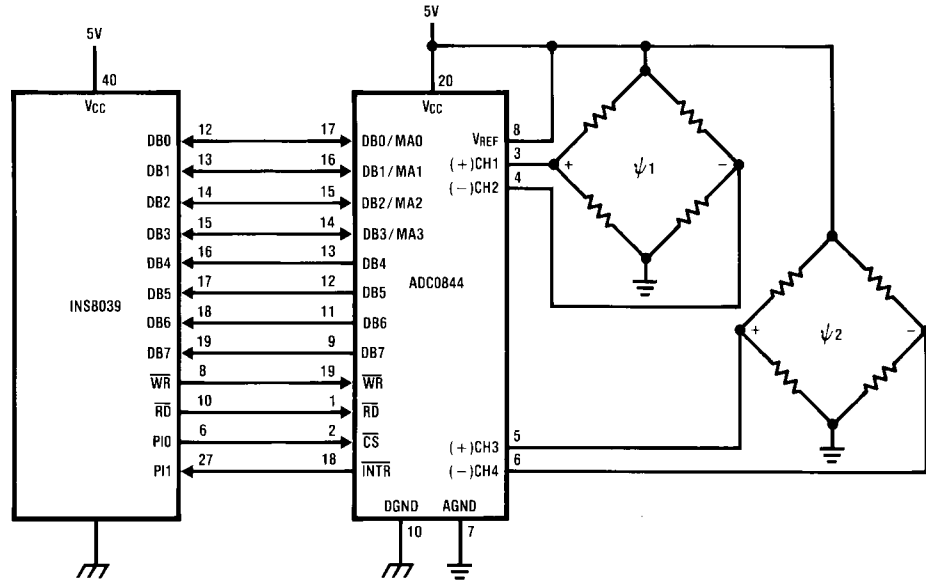 5V
5V
40
20
VCC
VCC
DB0 12 17 DB0/MA0
VREF 8
DB1 13 16 DB1/MA1
(+)CH1 3
DB2 14 15 DB2/MA2
(−)CH2 4
DB3 15 14 DB3/MA3
DB4 16 13 DB4
DB5 17 12 DB5
DB6 18 11 DB6
DB7 19 9 DB7
WR 8 19 WR
RD 10 1 RD
PI0 6 2 CS
PI1 27 18 INTR
INS8039
ADC0844
(+)CH3 5
(−)CH4 6
DGND AGND
10 7
+ ψ1 −
+ ψ2 −